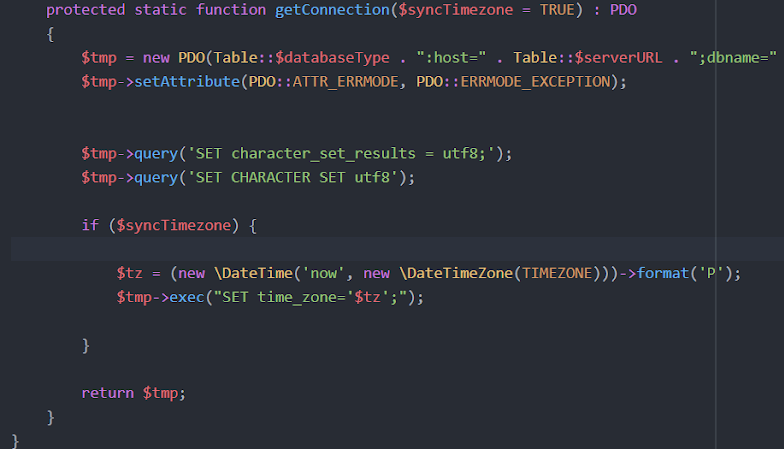 protected static function getConnection($syncTimezone = TRUE) : PDO
{
$tmp = new PDO(Table::$databaseType . ":host=" . Table::$serverURL . ";dbname="
$tmp->setAttribute(PDO::ATTR_ERRMODE, PDO::ERRMODE_EXCEPTION);
$tmp->query('SET character_set_results = utf8;');
$tmp->query('SET CHARACTER SET utf8');
if ($syncTimezone) {
$tz = (new \DateTime('now', new \DateTimeZone(TIMEZONE)))->format('P');
$tmp->exec("SET time_zone='$tz';");
}
return $tmp;
}
}